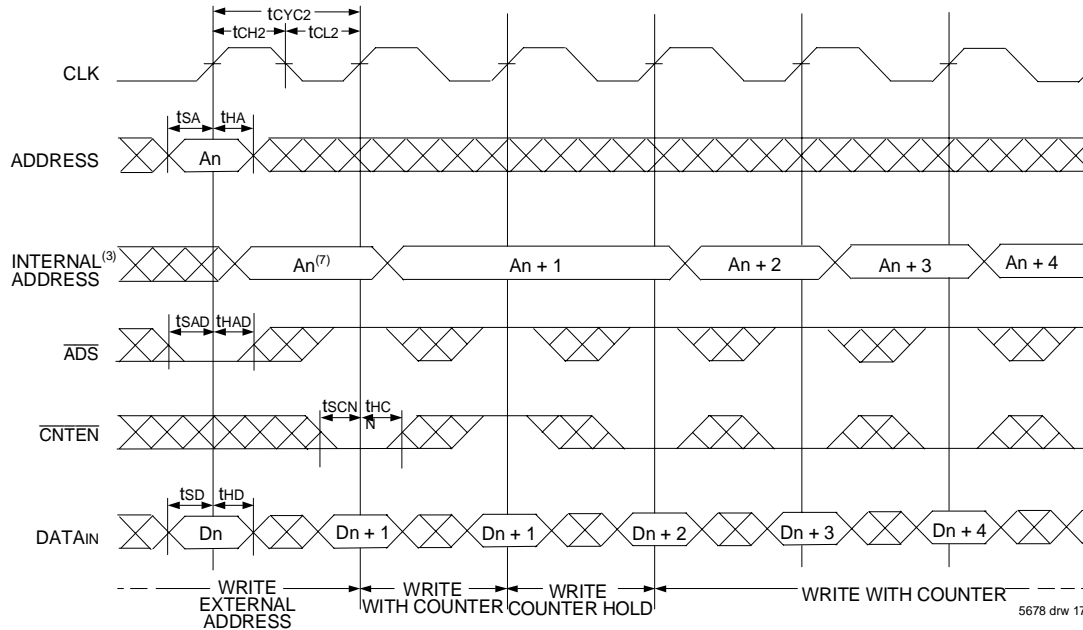 tCYC2
tCH2 tCL2
CLK
tSA tHA
ADDRESS An
INTERNAL(3)
ADDRESS
An(7) An + 1 An + 2 An + 3 An + 4
tSAD tHAD
ADS
tSCN tHC
N
CNTEN
tSD tHD
DATAIN Dn Dn + 1 Dn + 1 Dn + 2 Dn + 3 Dn + 4
WRITE
EXTERNAL
ADDRESS
WRITE
WITH COUNTER
WRITE
COUNTER HOLD
WRITE WITH COUNTER
5678 drw 17